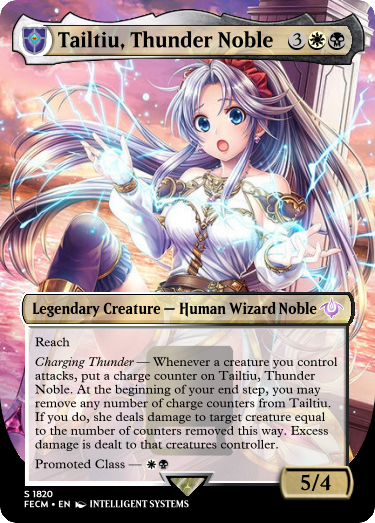 Tailtiu, Thunder Noble 3
Legendary Creature — Human Wizard Noble
Reach
Charging Thunder — Whenever a creature you control
attacks, put a charge counter on Tailtiu, Thunder
Noble. At the beginning of your end step, you may
remove any number of charge counters from Tailtiu.
If you do, she deals damage to target creature equal
to the number of counters removed this way. Excess
damage is dealt to that creatures controller.
Promoted Class —
5/4
S 1820
FECM • EN INTELLIGENT SYSTEMS